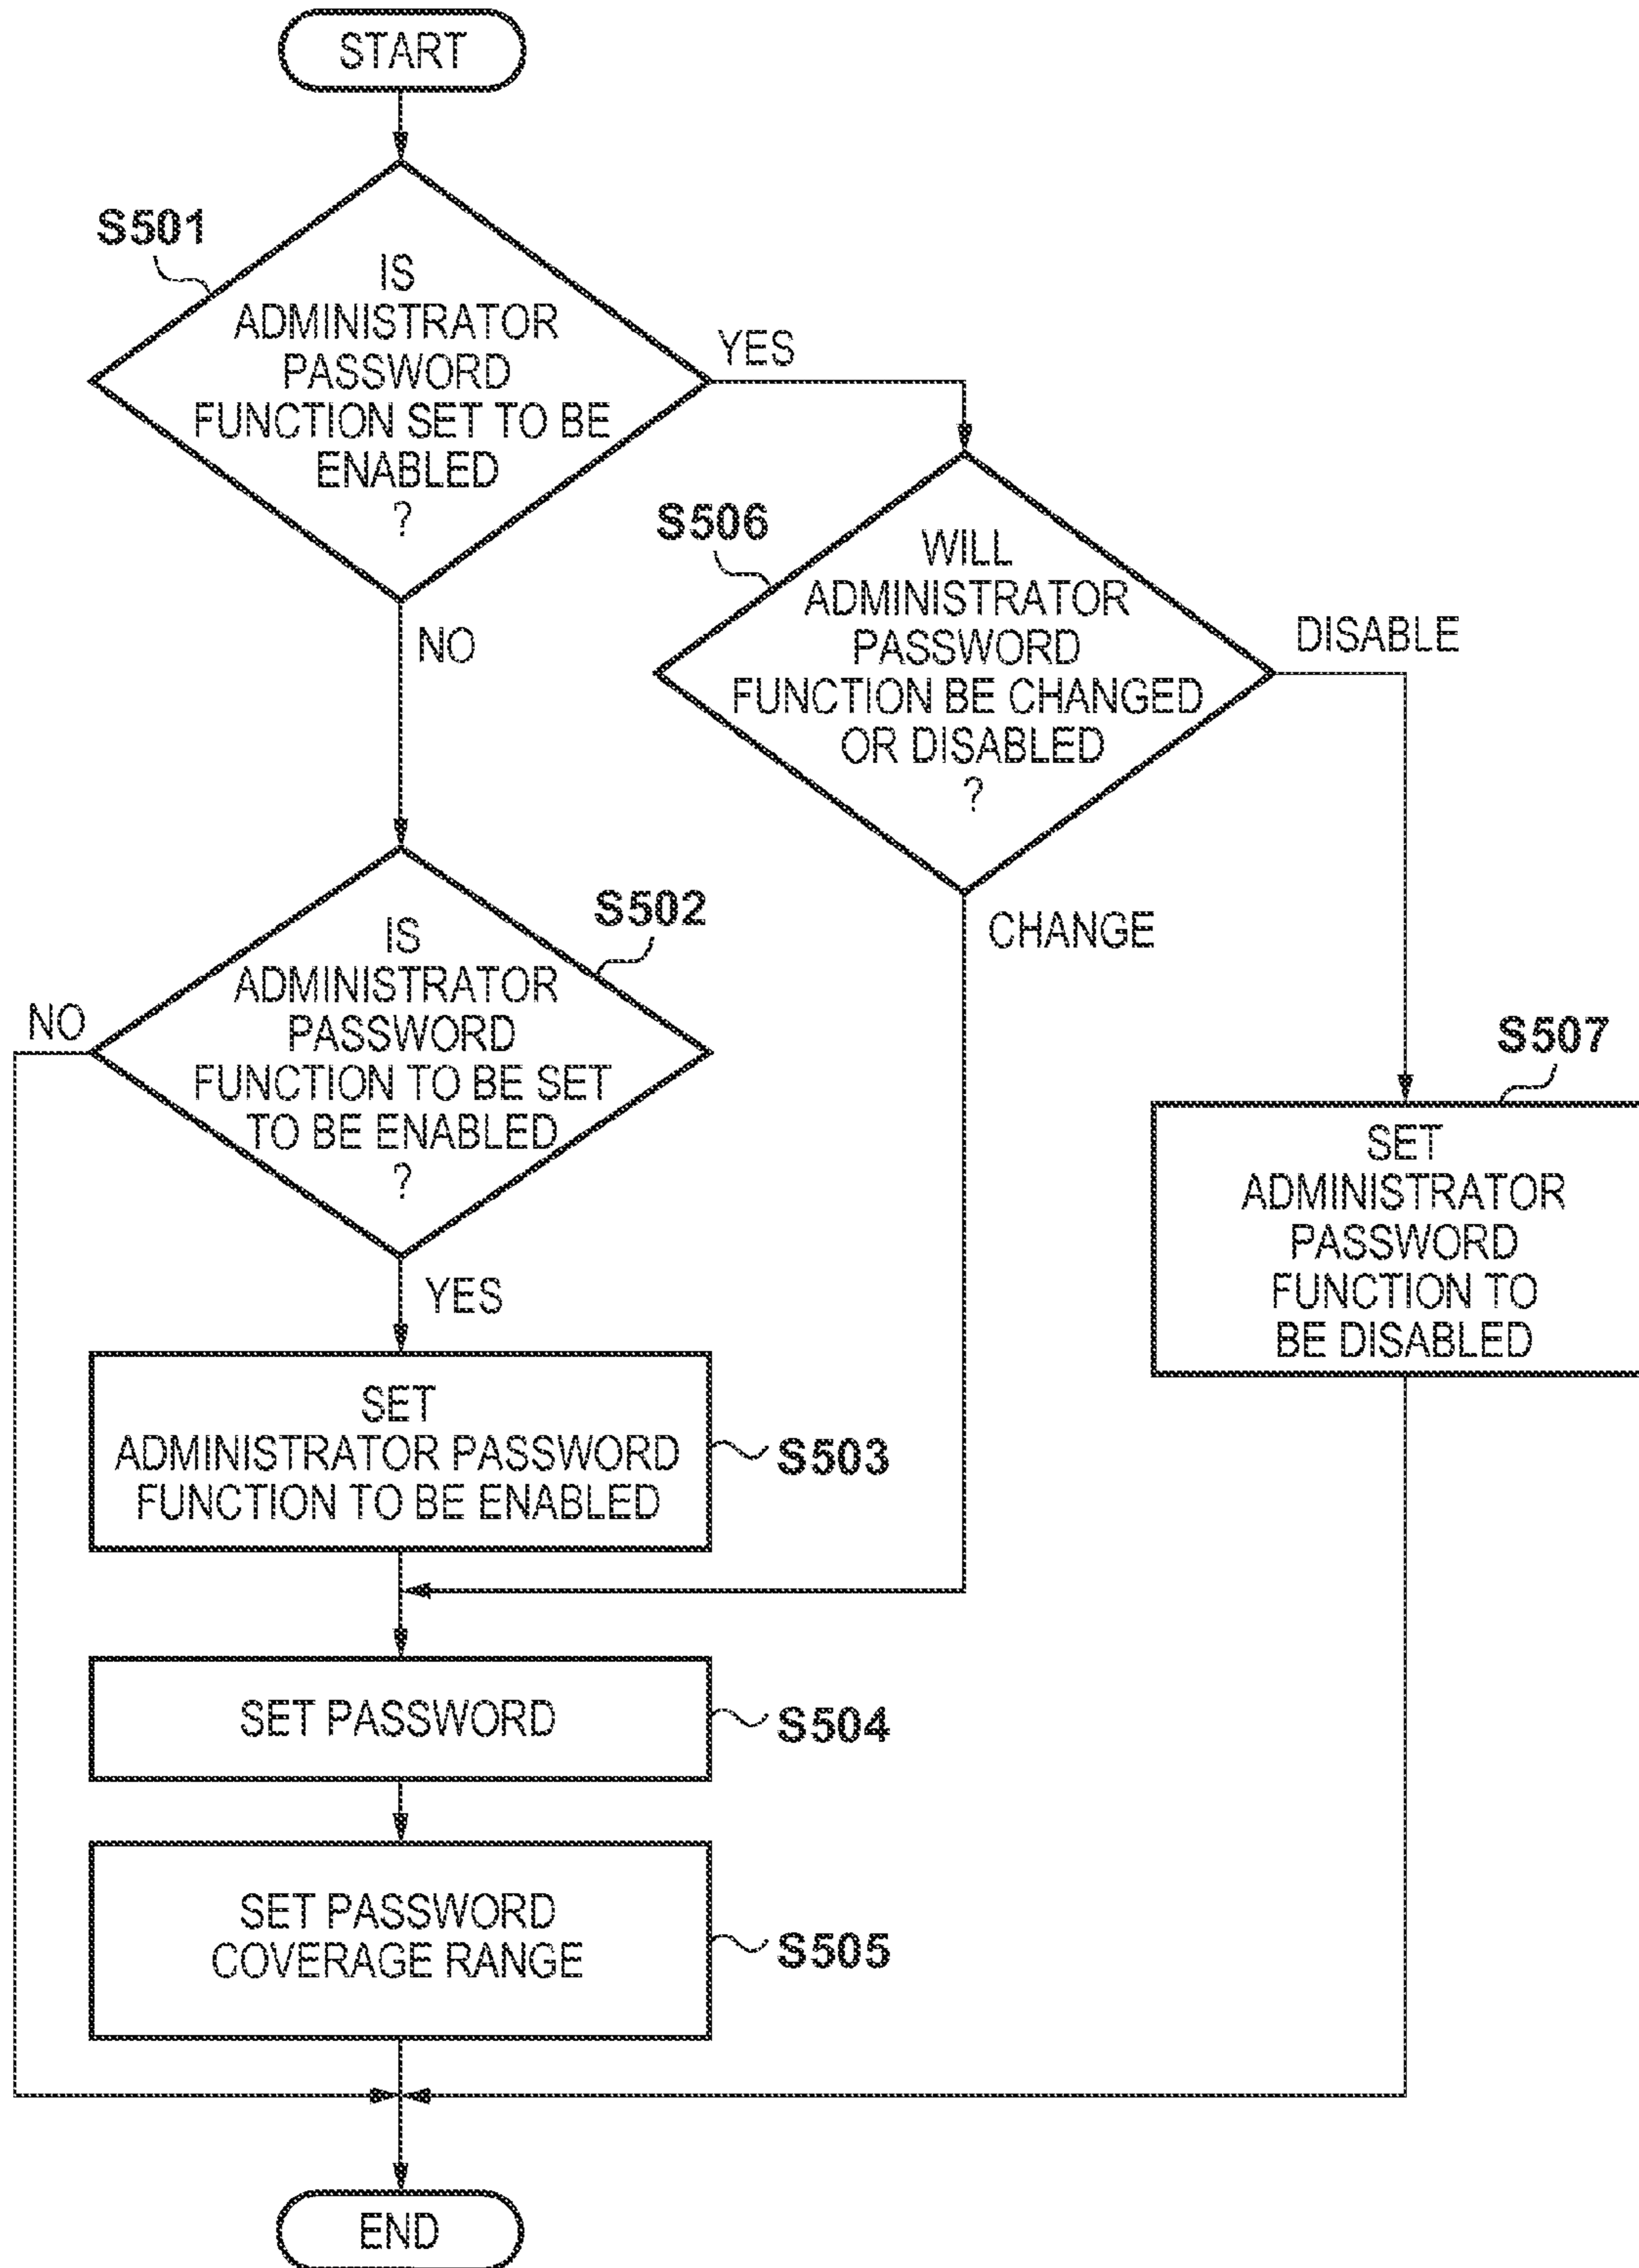 START
S501
IS
ADMINISTRATOR
PASSWORD
FUNCTION SET TO BE
ENABLED
?
YES
NO
S506
WILL
ADMINISTRATOR
PASSWORD
FUNCTION BE CHANGED
OR DISABLED
?
DISABLE
CHANGE
S502
IS
ADMINISTRATOR
PASSWORD
FUNCTION TO BE SET
TO BE ENABLED
?
NO
YES
S507
SET
ADMINISTRATOR
PASSWORD
FUNCTION TO
BE DISABLED
SET
ADMINISTRATOR PASSWORD
FUNCTION TO BE ENABLED
S503
SET PASSWORD
S504
SET PASSWORD
COVERAGE RANGE
S505
END